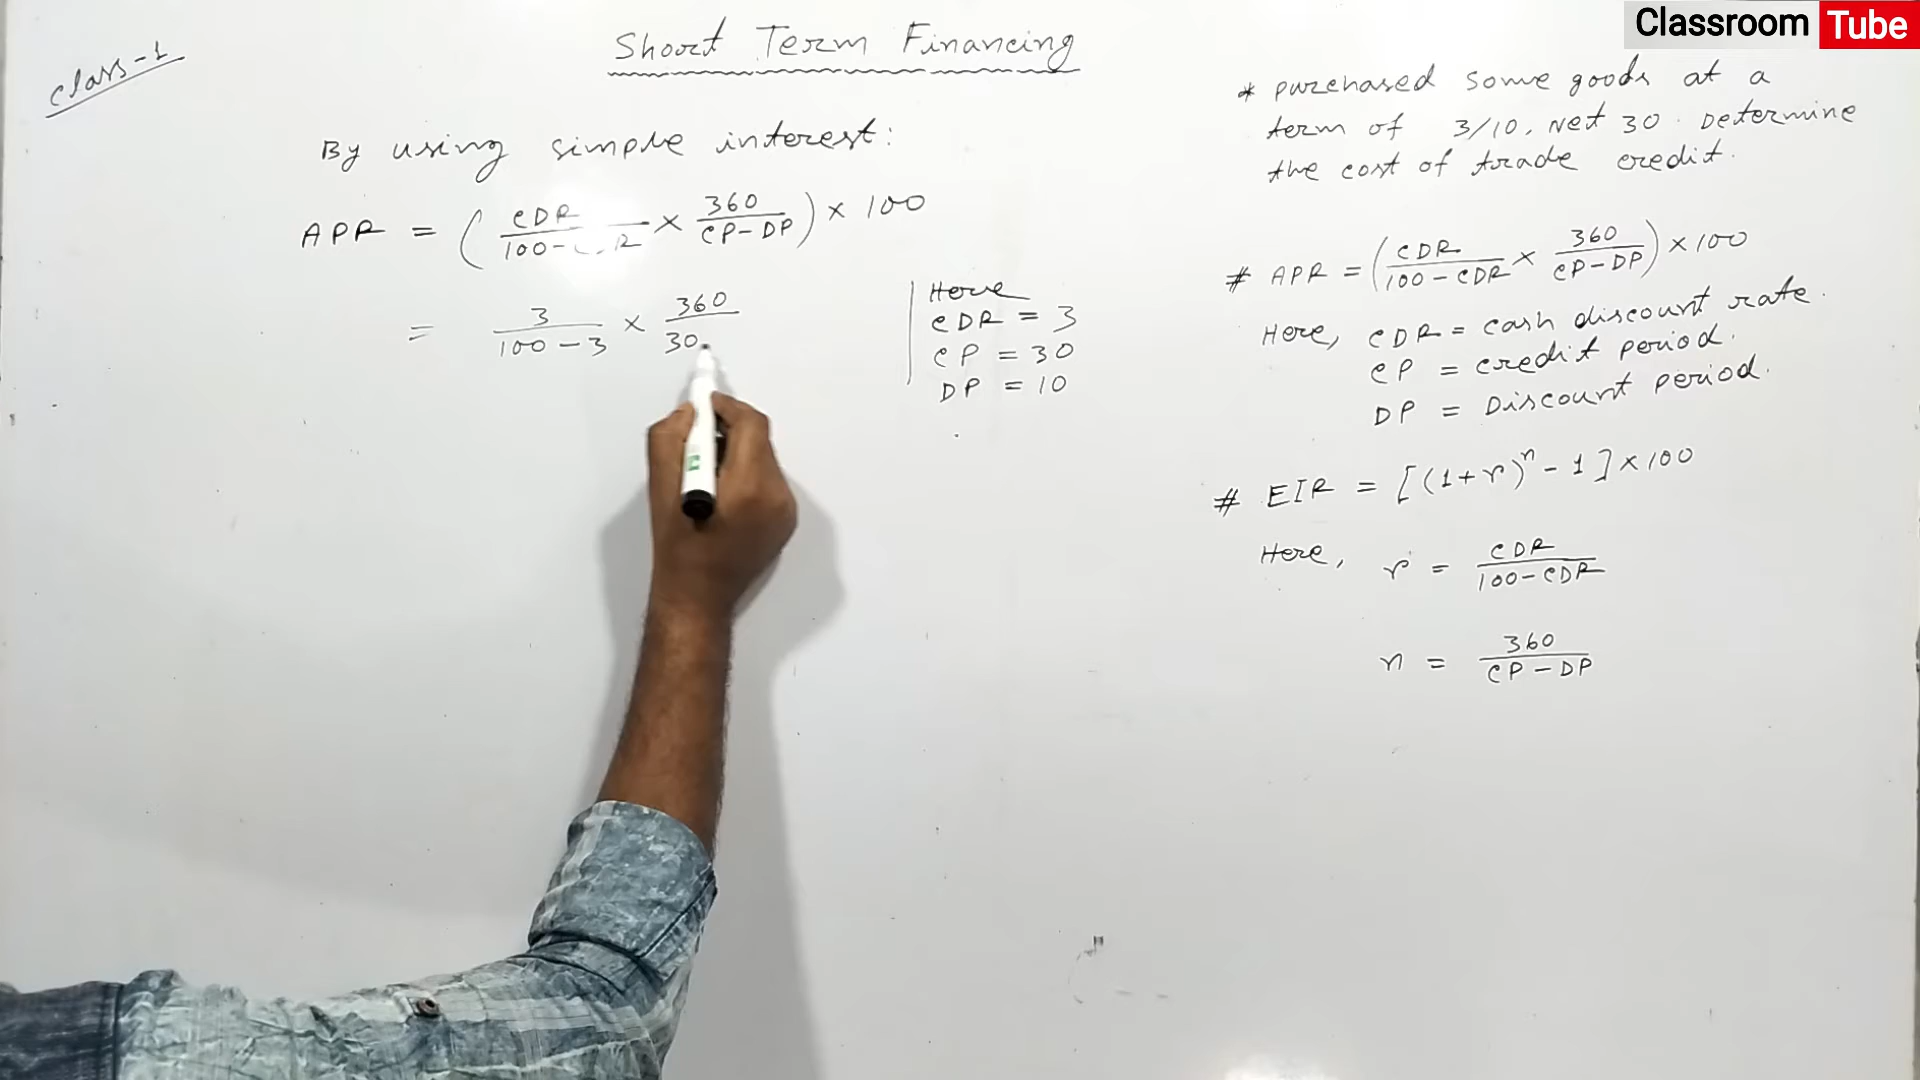 Classroom Tube
class-1
Short Term Financing
By using simple interest:
APR = ( CDR / 100 - R × 360 / CP - DP ) × 100
= 3 / 100 - 3 × 360 / 30
Here
CDR = 3
CP = 30
DP = 10
* purchased some goods at a
term of 3/10, Net 30. Determine
the cost of trade credit.
# APR = ( CDR / 100 - CDR × 360 / CP - DP ) × 100
Here, CDR = cash discount rate.
CP = credit period.
DP = Discount period.
# EIR = [ (1 + r)^n - 1 ] × 100
Here, r = CDR / 100 - CDR
n = 360 / CP - DP